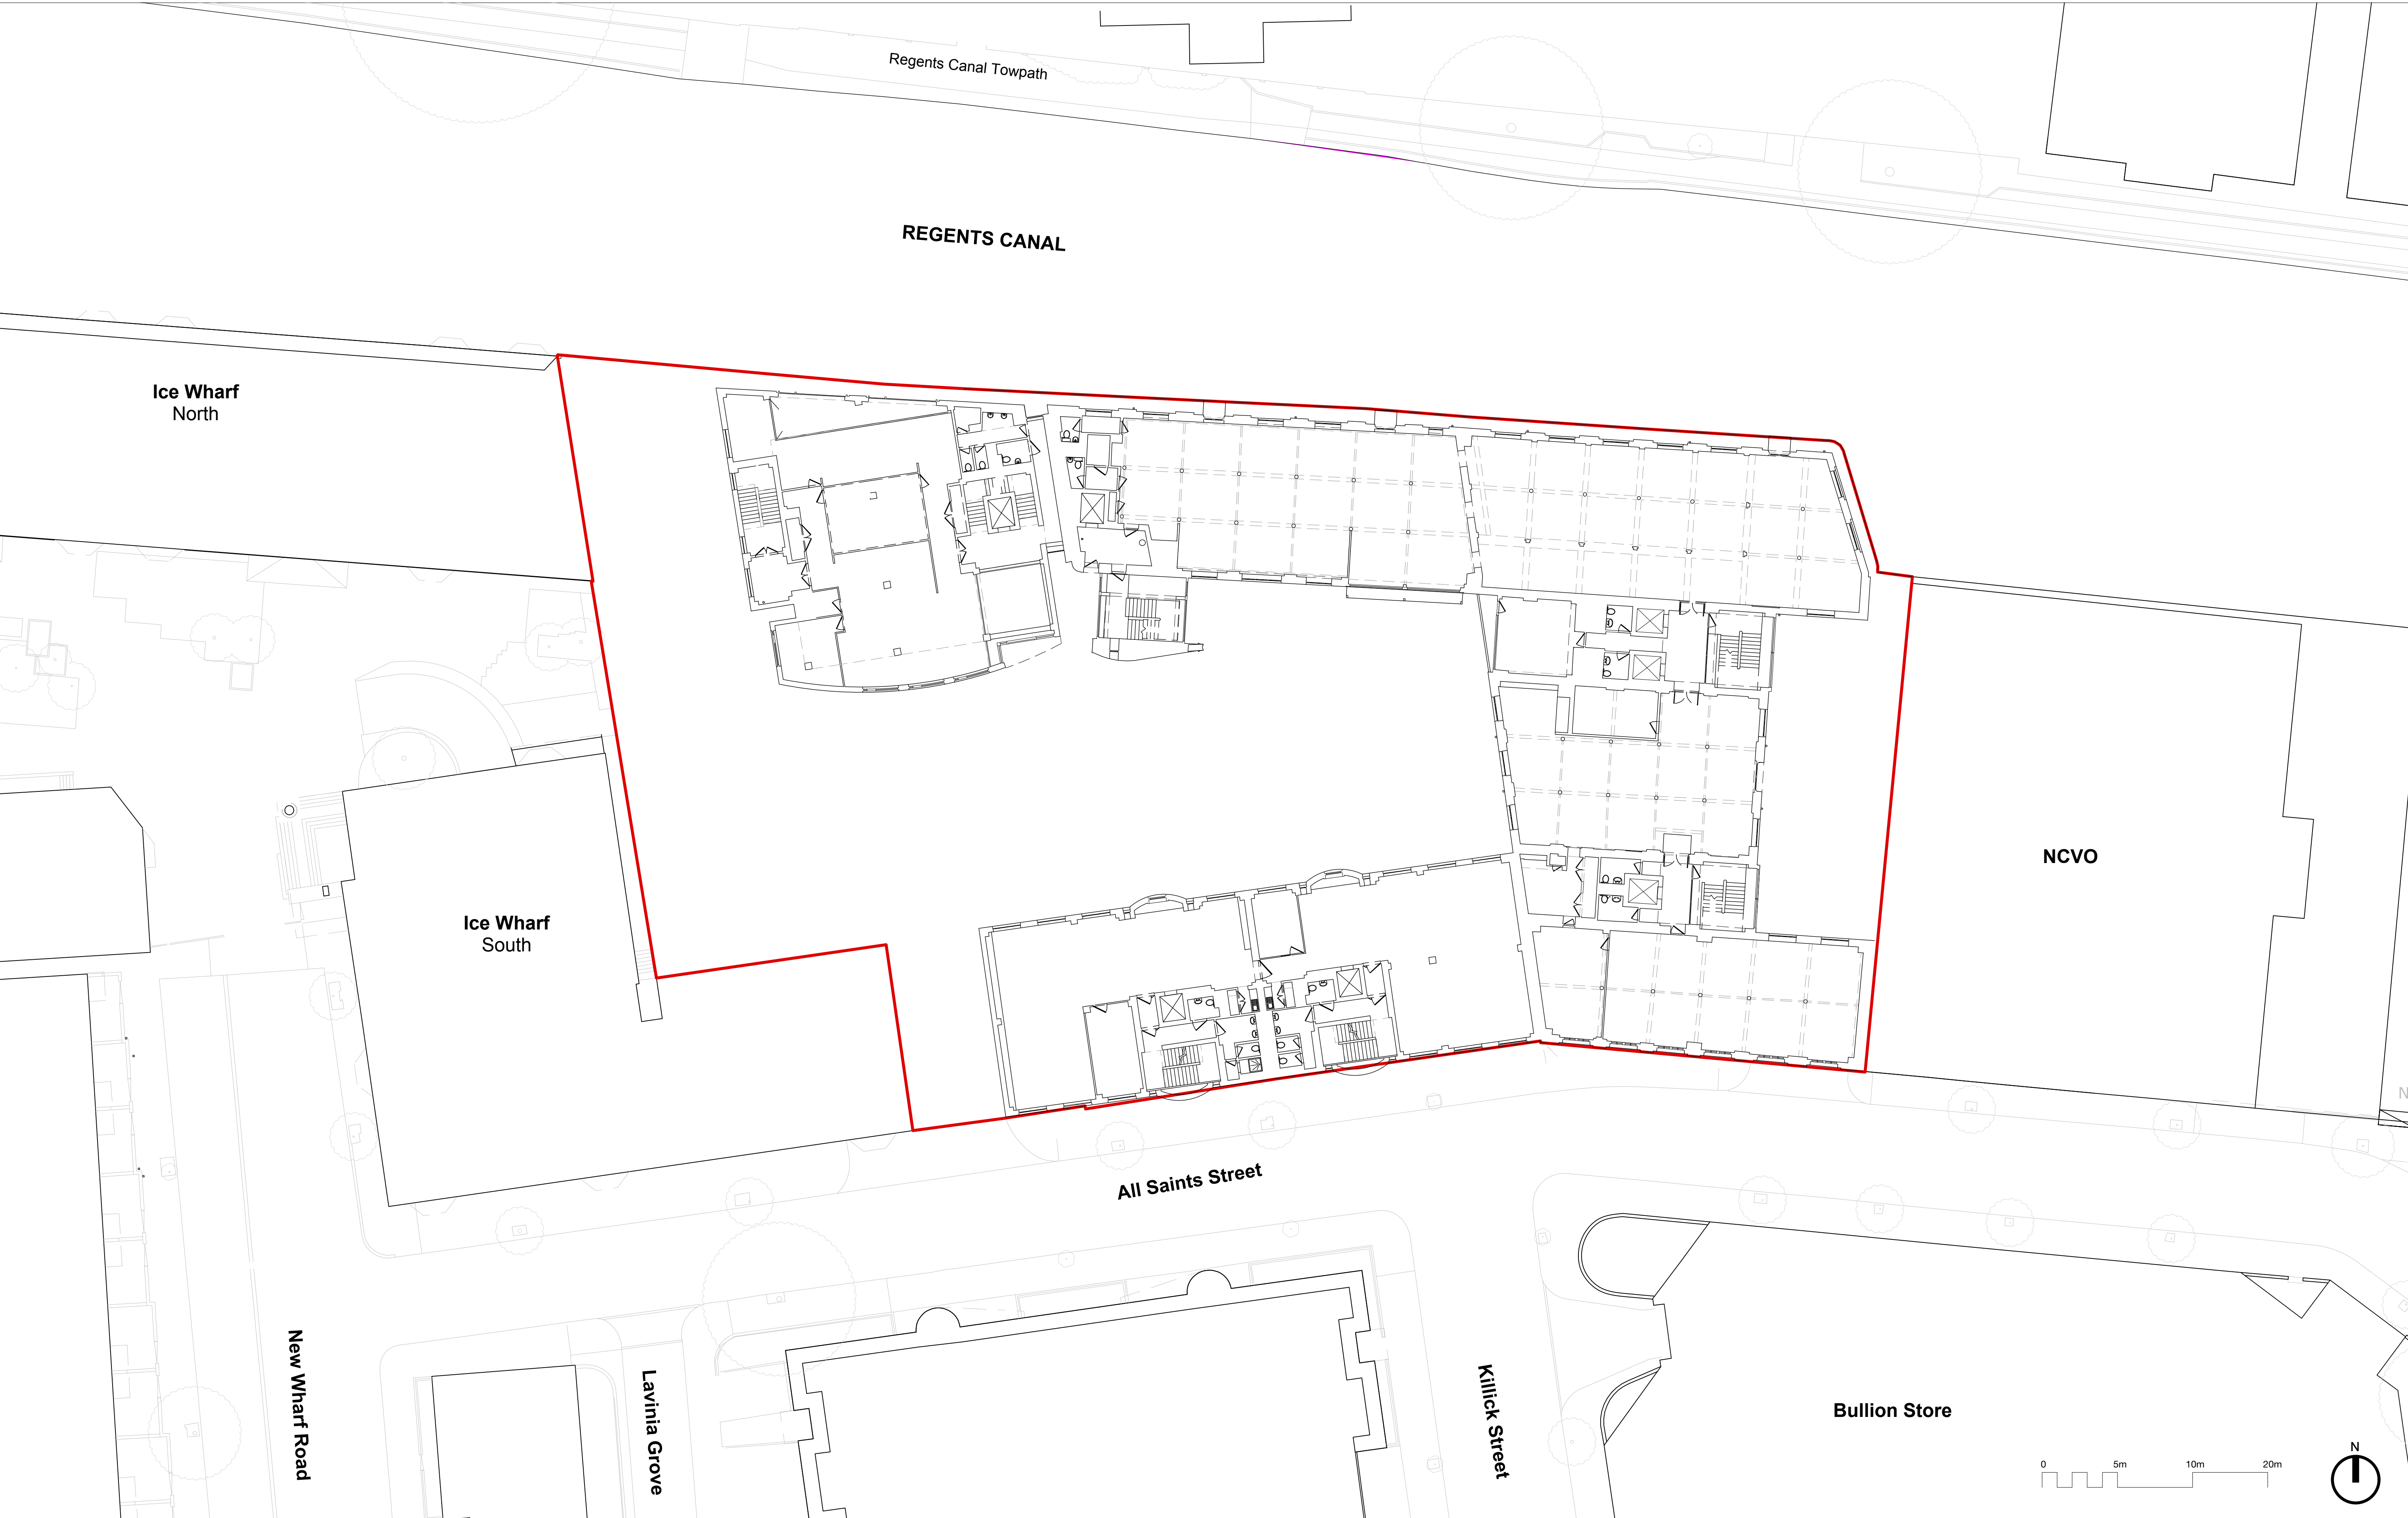 Regents Canal Towpath
REGENTS CANAL
Ice Wharf
North
NCVO
Ice Wharf
South
N
All Saints Street
New Wharf Road
Lavinia Grove
Killick Street
Bullion Store
N
0 5m 10m 20m